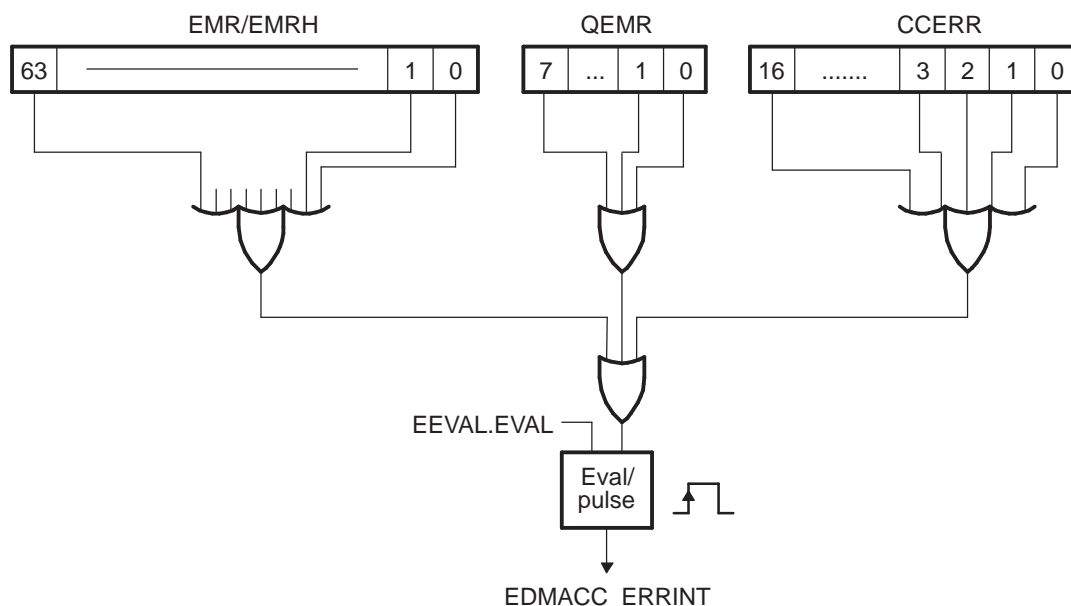 EMR/EMRH QEMR CCERR
63 1 0 7 ... 1 0 16 ....... 3 2 1 0
EEVAL.EVAL
Eval/
pulse
EDMACC ERRINT